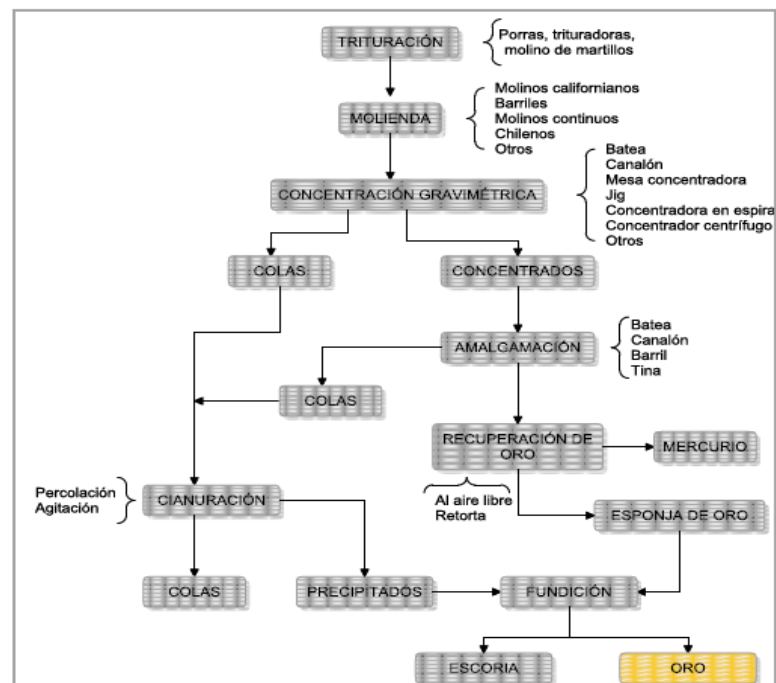 TRITURACIÓN
Porras, trituradoras,
molino de martillos
MOLIENDA
Molinos californianos
Barriles
Molinos continuos
Chilenos
Otros
CONCENTRACIÓN GRAVIMÉTRICA
Batea
Canalón
Mesa concentradora
Jig
Concentradora en espira
Concentrador centrífugo
Otros
COLAS
CONCENTRADOS
AMALGAMACIÓN
Batea
Canalón
Barril
Tina
COLAS
RECUPERACIÓN DE
ORO
MERCURIO
Al aire libre
Retorta
Percolación
Agitación
CIANURACIÓN
ESPONJA DE ORO
COLAS
PRECIPITADOS
FUNDICIÓN
ESCORIA
ORO